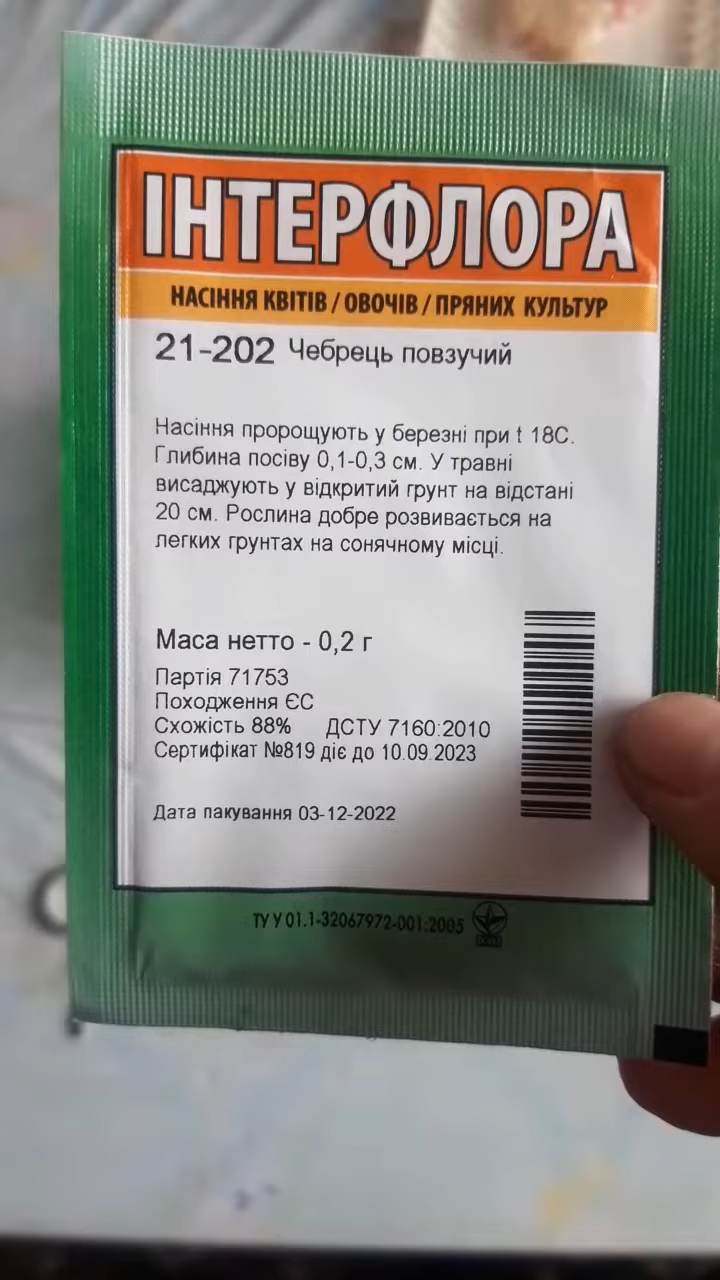 ІНТЕРФЛОРА
НАСІННЯ КВІТІВ / ОВОЧІВ / ПРЯНИХ КУЛЬТУР
21-202 Чебрець повзучий
Насіння пророщують у березні при t 18С.
Глибина посіву 0,1-0,3 см. У травні
висаджують у відкритий грунт на відстані
20 см. Рослина добре розвивається на
легких грунтах на сонячному місці.
Маса нетто - 0,2 г
Партія 71753
Походження ЄС
Схожість 88% ДСТУ 7160:2010
Сертифікат №819 діє до 10.09.2023
Дата пакування 03-12-2022
ТУ У 01.1-32067972-001:2005